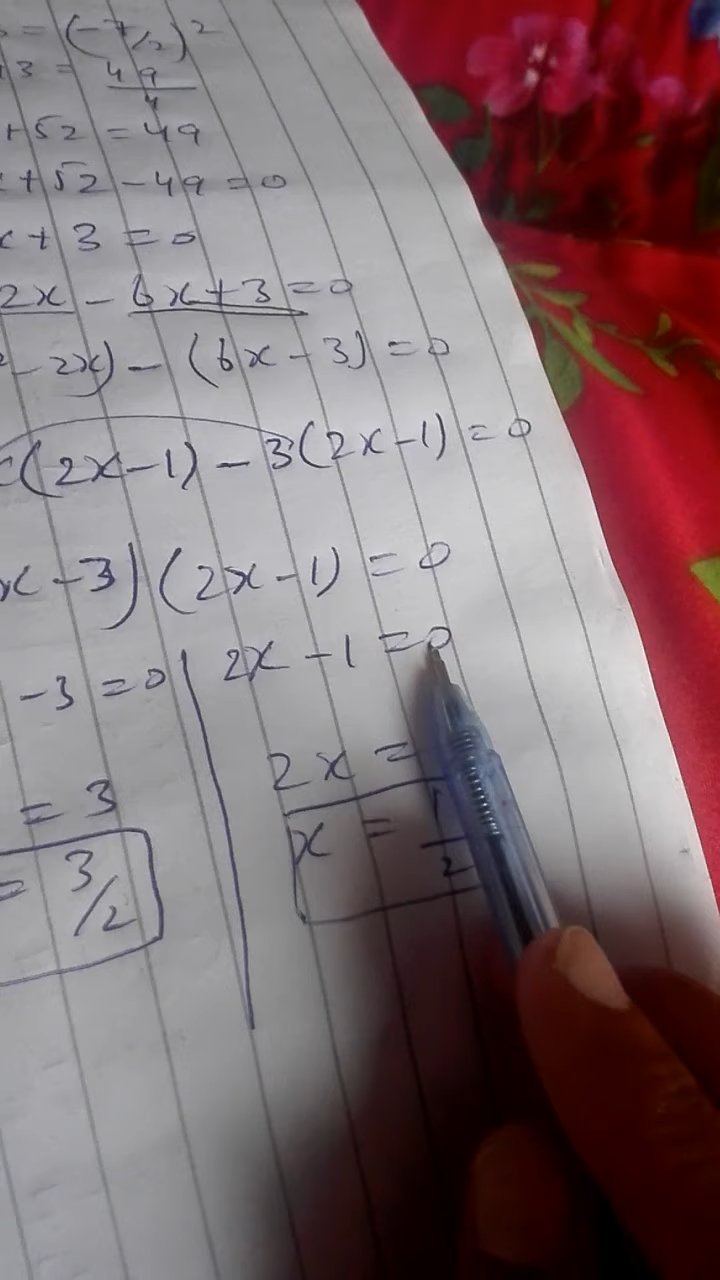 = (-7/2)²
13 = 49/4
+52 = 49
+52 - 49 = 0
x + 3 = 0
2x - 6x + 3 = 0
- 2x) - (6x - 3) = 0
(2x - 1) - 3(2x - 1) = 0
x - 3) (2x - 1) = 0
- 3 = 0 | 2x - 1 = 0
= 3
2x =
= 3/2
x = 1/2